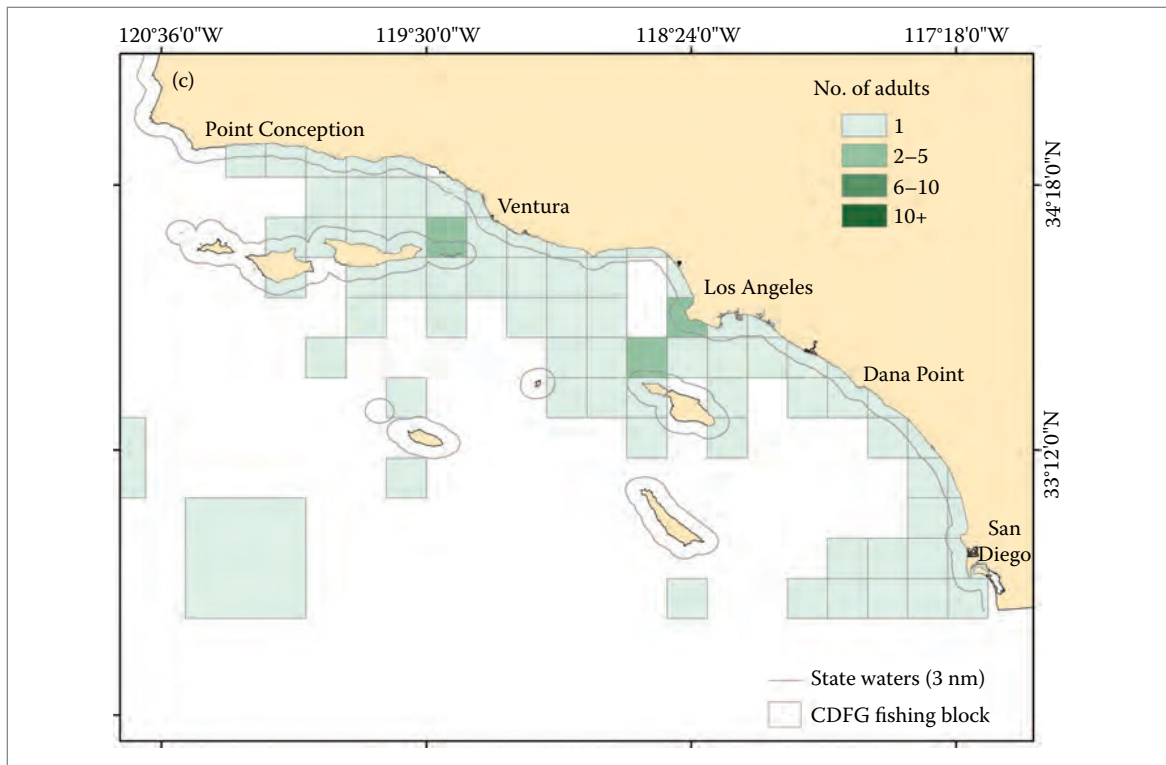 120°36'0"W 119°30'0"W 118°24'0"W 117°18'0"W
(c)
No. of adults
1
2–5
6–10
10+
Point Conception
34°18'0"N
Ventura
Los Angeles
Dana Point
33°12'0"N
San
Diego
State waters (3 nm)
CDFG fishing block